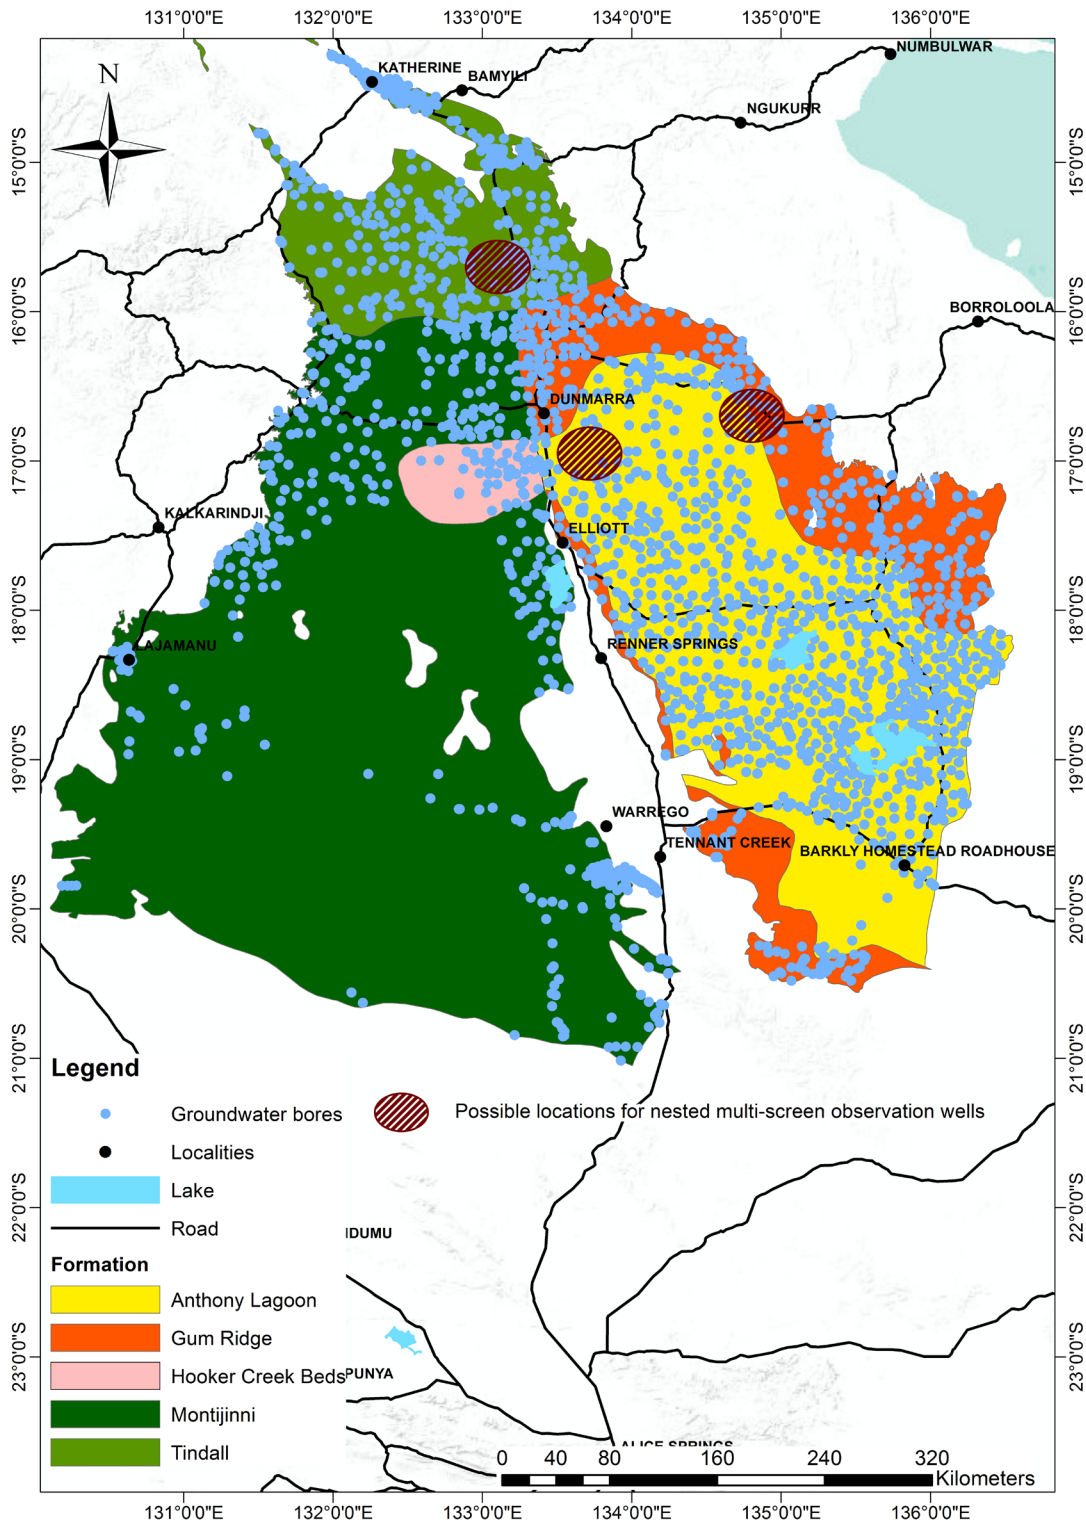 131°0'0"E 132°0'0"E 133°0'0"E 134°0'0"E 135°0'0"E 136°0'0"E
NUMBULWAR
KATHERINE
BAMYILI
N
NGUKURR
15°0'0"S 15°0'0"S
BORROLOOLA
16°0'0"S 16°0'0"S
DUNMARRA
17°0'0"S 17°0'0"S
KALKARINDJI
ELLIOTT
18°0'0"S 18°0'0"S
LAJAMANU
RENNER SPRINGS
19°0'0"S 19°0'0"S
WARREGO
TENNANT CREEK
BARKLY HOMESTEAD ROADHOUSE
20°0'0"S 20°0'0"S
21°0'0"S 21°0'0"S
Legend
Groundwater bores
Possible locations for nested multi-screen observation wells
Localities
Lake
22°0'0"S 22°0'0"S
Road
IDUMU
Formation
Anthony Lagoon
Gum Ridge
23°0'0"S 23°0'0"S
Hooker Creek Beds
PUNYA
Montijinni
Tindall
ALICE SPRINGS
0 40 80 160 240 320
Kilometers
131°0'0"E 132°0'0"E 133°0'0"E 134°0'0"E 135°0'0"E 136°0'0"E